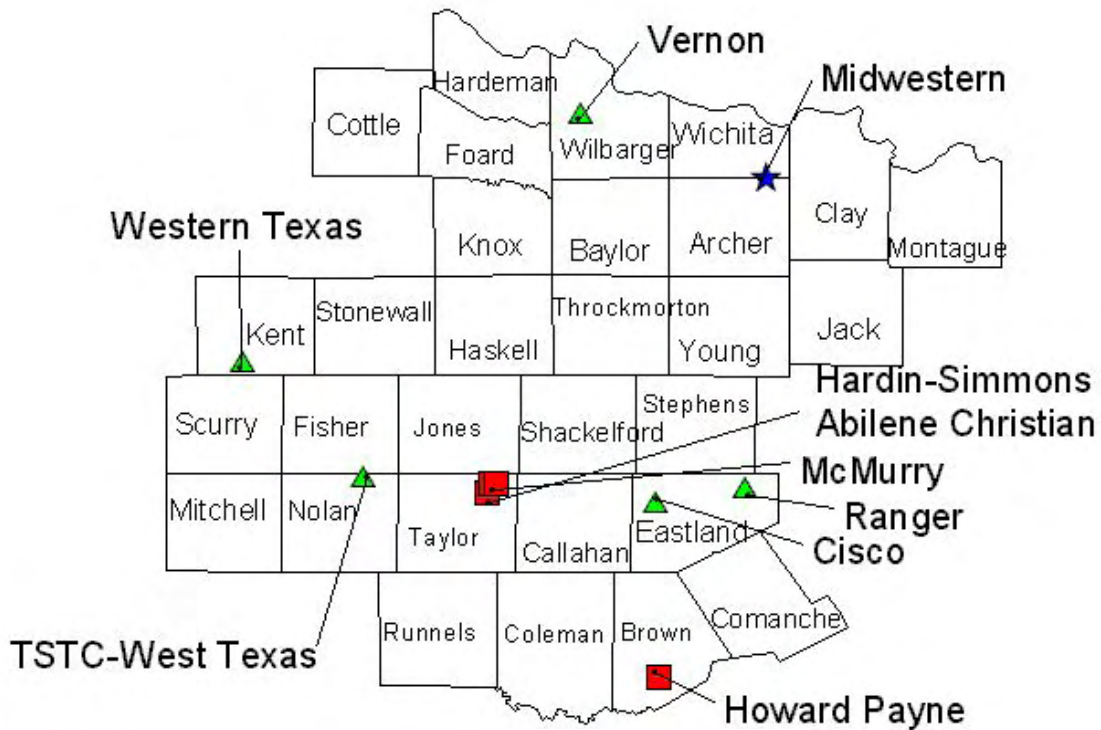 Vernon
Midwestern
Hardeman
Cottle
Wichita
Foard
Wilbarger
Western Texas
Clay
Knox
Baylor
Archer
Montague
Kent
Stonewall
Throckmorton
Haskell
Young
Jack
Hardin-Simmons
Scurry
Fisher
Jones
Shackelford
Stephens
Abilene Christian
McMurry
Mitchell
Nolan
Taylor
Callahan
Eastland
Ranger
Cisco
Runnels
Coleman
Brown
Comanche
TSTC-West Texas
Howard Payne